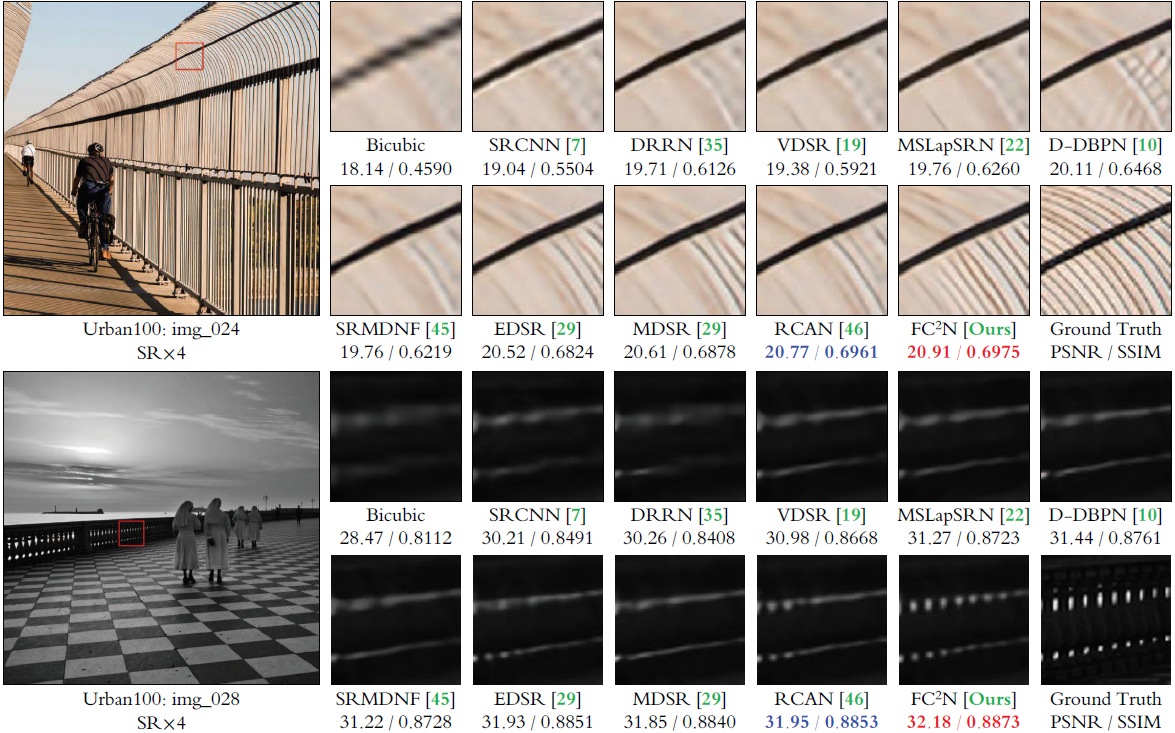 Bicubic SRCNN [7] DRRN [35] VDSR [19] MSLapSRN [22] D-DBPN [10]
18.14 / 0.4590 19.04 / 0.5504 19.71 / 0.6126 19.38 / 0.5921 19.76 / 0.6260 20.11 / 0.6468
Urban100: img_024 SRMDNF [45] EDSR [29] MDSR [29] RCAN [46] FC²N [Ours] Ground Truth
SR×4 19.76 / 0.6219 20.52 / 0.6824 20.61 / 0.6878 20.77 / 0.6961 20.91 / 0.6975 PSNR / SSIM
Bicubic SRCNN [7] DRRN [35] VDSR [19] MSLapSRN [22] D-DBPN [10]
28.47 / 0.8112 30.21 / 0.8491 30.26 / 0.8408 30.98 / 0.8668 31.27 / 0.8723 31.44 / 0.8761
Urban100: img_028 SRMDNF [45] EDSR [29] MDSR [29] RCAN [46] FC²N [Ours] Ground Truth
SR×4 31.22 / 0.8728 31.93 / 0.8851 31.85 / 0.8840 31.95 / 0.8853 32.18 / 0.8873 PSNR / SSIM